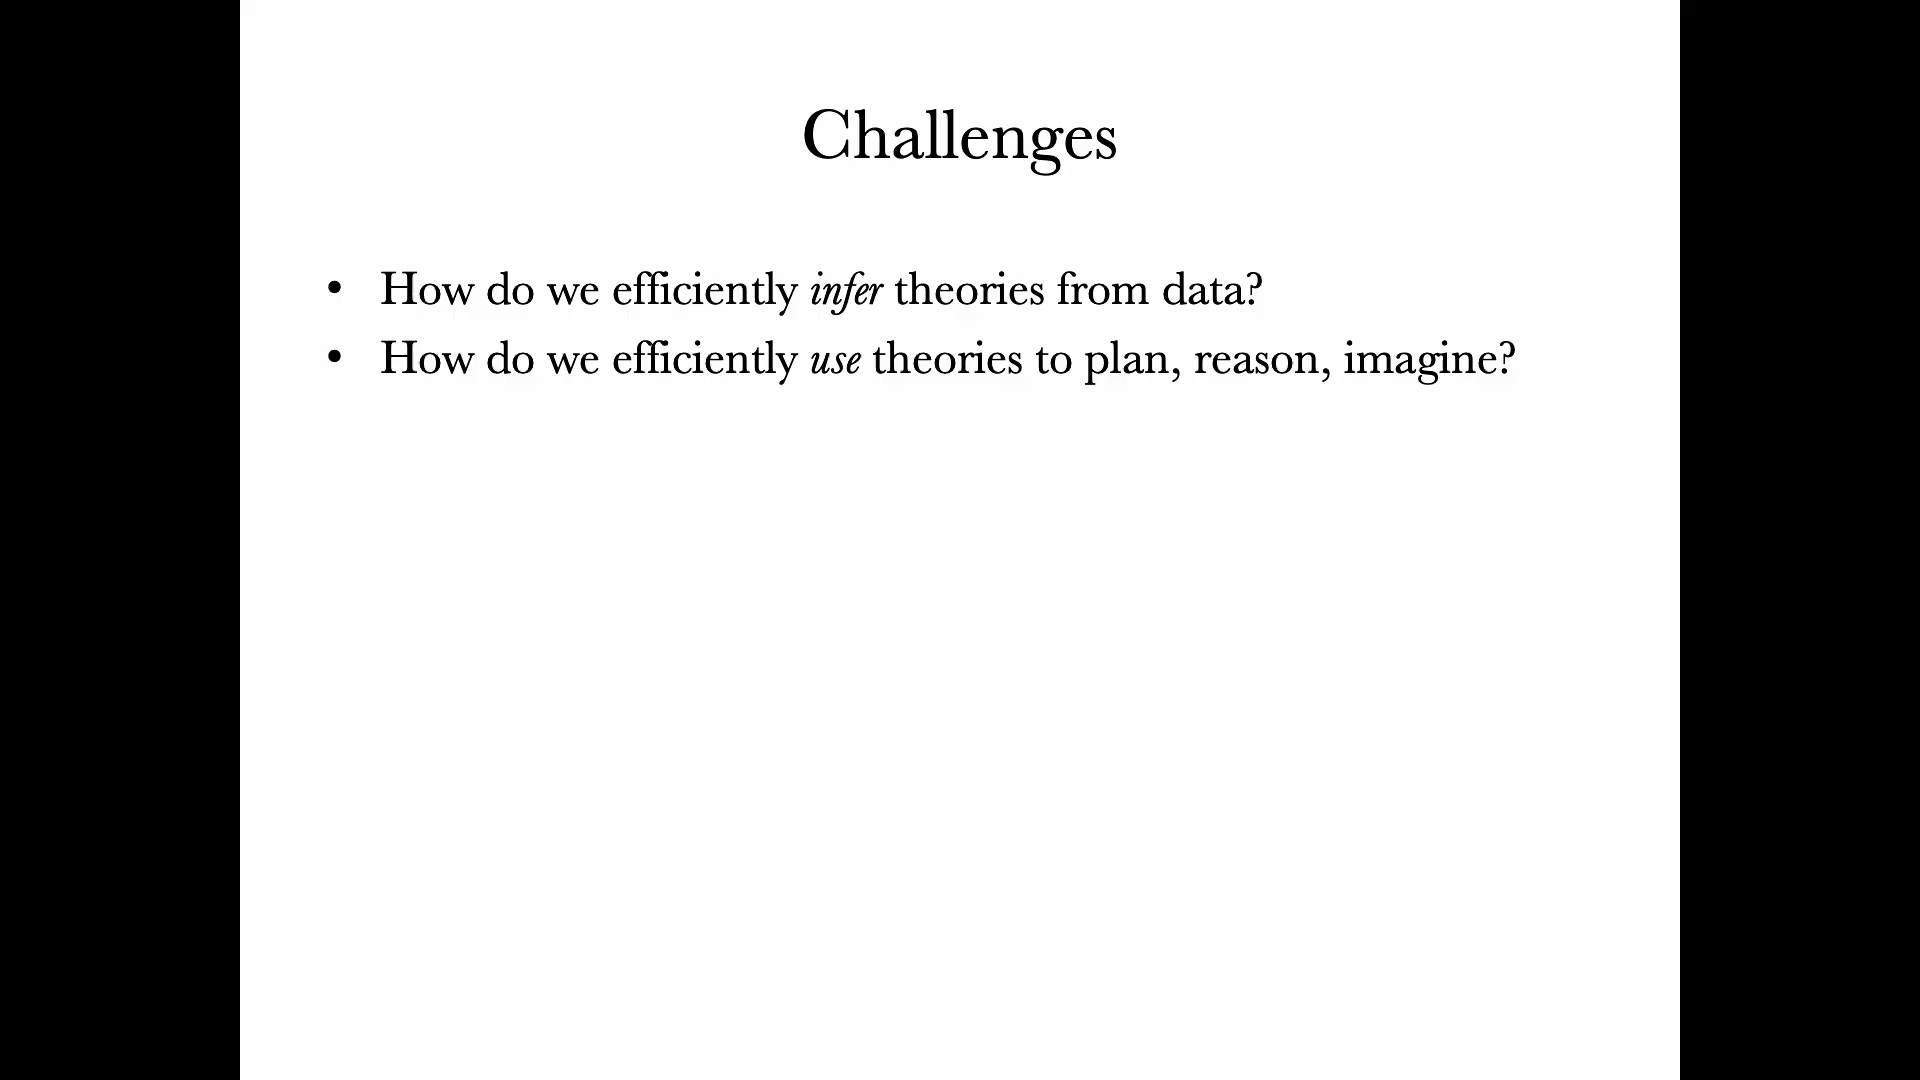 Challenges
• How do we efficiently infer theories from data?
• How do we efficiently use theories to plan, reason, imagine?